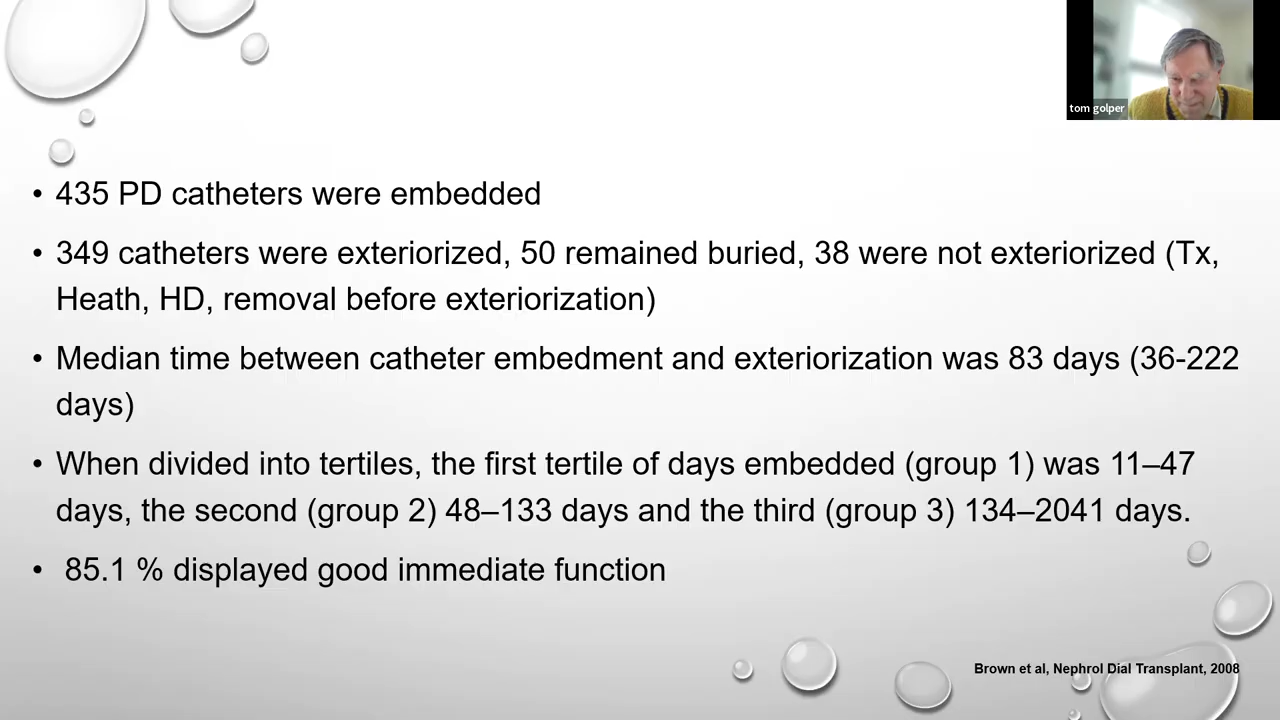 tom golper
• 435 PD catheters were embedded
• 349 catheters were exteriorized, 50 remained buried, 38 were not exteriorized (Tx,
Heath, HD, removal before exteriorization)
• Median time between catheter embedment and exteriorization was 83 days (36-222
days)
• When divided into tertiles, the first tertile of days embedded (group 1) was 11–47
days, the second (group 2) 48–133 days and the third (group 3) 134–2041 days.
• 85.1 % displayed good immediate function
Brown et al, Nephrol Dial Transplant, 2008